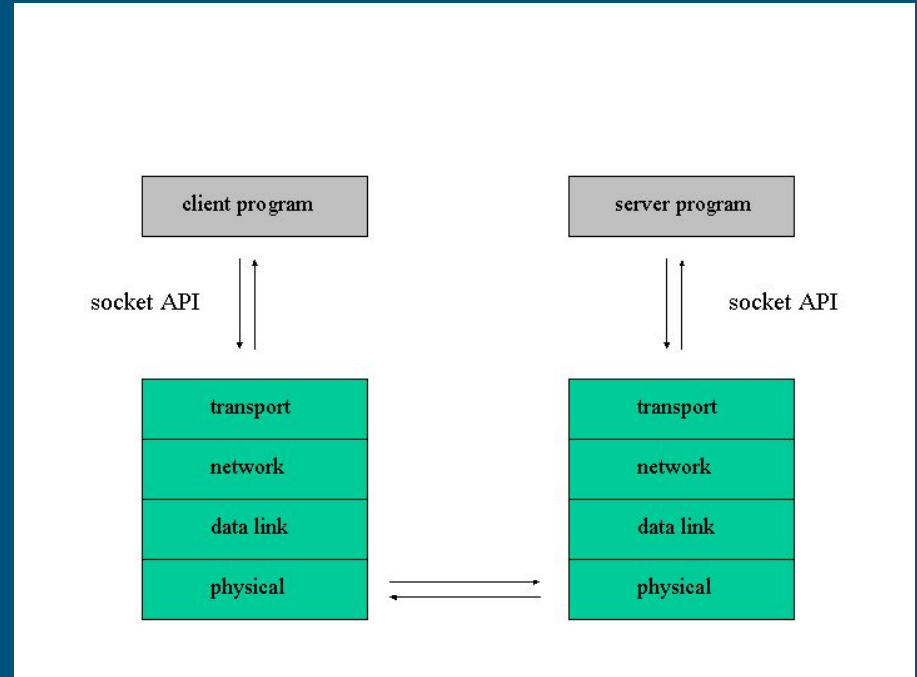 client program
server program
socket API
socket API
transport
transport
network
network
data link
data link
physical
physical